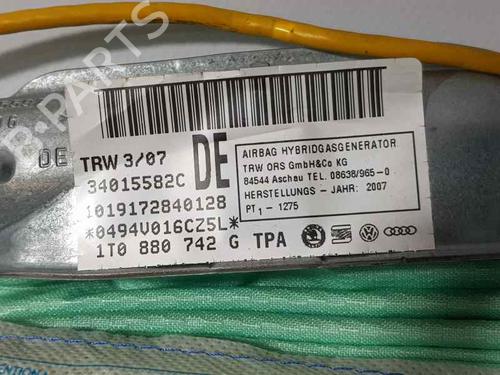 PARTS
OE
TRW 3/07
34015582C
1019172840128
*0494V016CZ5L*
1T0 880 742 G TPA
DE
AIRBAG HYBRIDGASGENERATOR
TRW ORS GmbH&Co KG
84544 Aschau TEL. 08638/965-0
HERSTELLUNGS - JAHR: 2007
PT1 - 1275